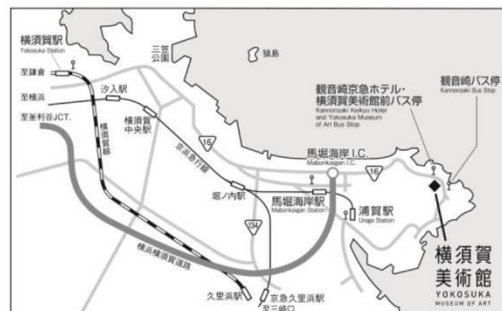 三笠
公園
猿島
横須賀駅
Yokosuka Station
至鎌倉
汐入駅
至横浜
横須賀
中央駅
至釜利谷JCT.
横須賀線
京浜急行線
16
観音崎京急ホテル・
横須賀美術館前バス停
Kannonzaki Keikyu Hotel
and Yokosuka Museum
of Art Bus Stop
観音崎バス停
Kannonzaki Bus Stop
馬堀海岸I.C.
Maborikaigan I.C.
16
堀ノ内駅
馬堀海岸駅
Maborikaigan Station
浦賀駅
Uraga Station
134
横浜横須賀道路
久里浜駅
京急久里浜駅
至三崎口
横須賀
美術館
YOKOSUKA
MUSEUM OF ART